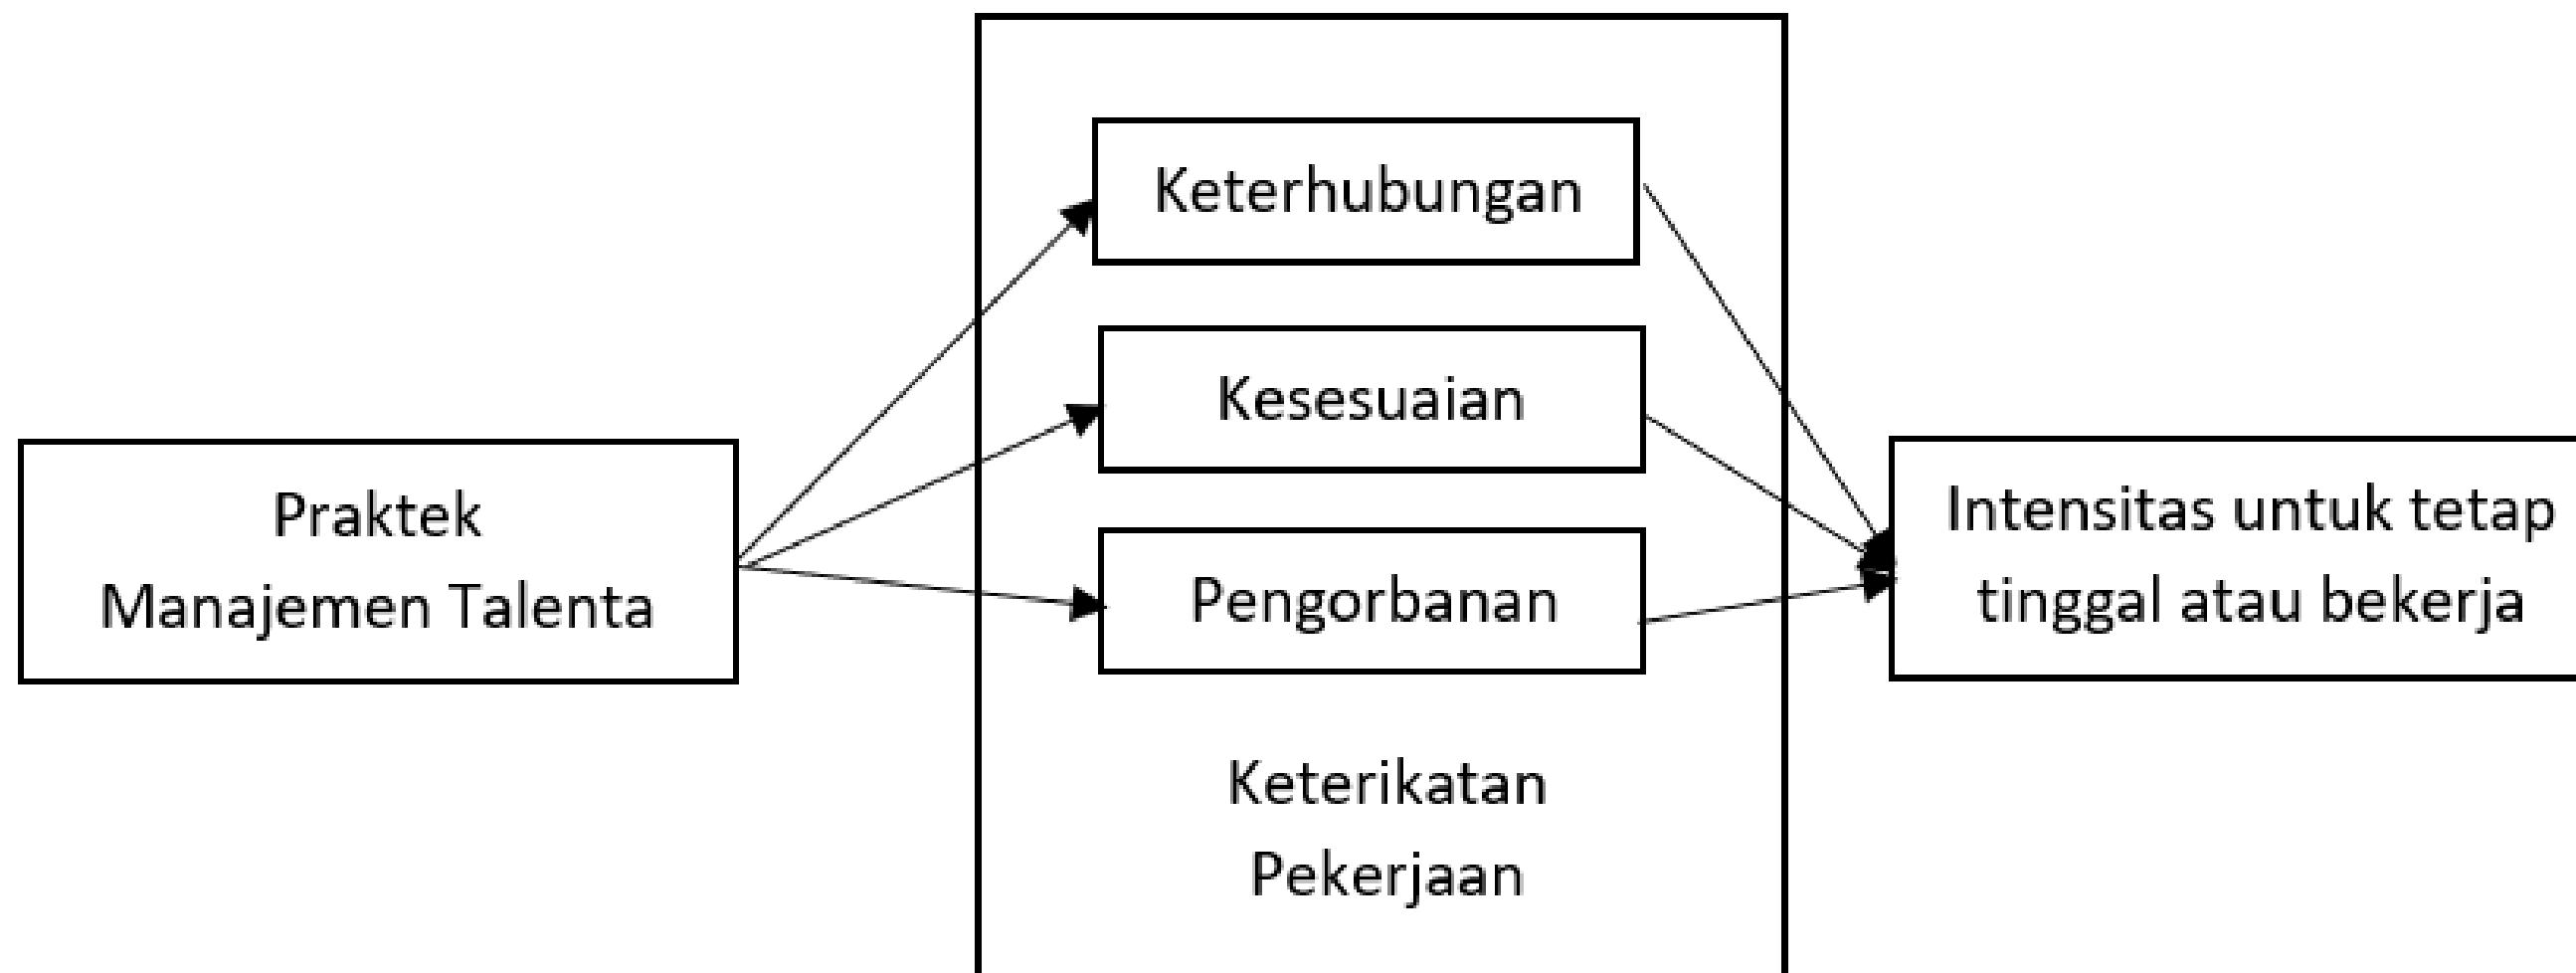 Praktek
Manajemen Talenta
Keterhubungan
Kesesuaian
Pengorbanan
Keterikatan
Pekerjaan
Intensitas untuk tetap
tinggal atau bekerja